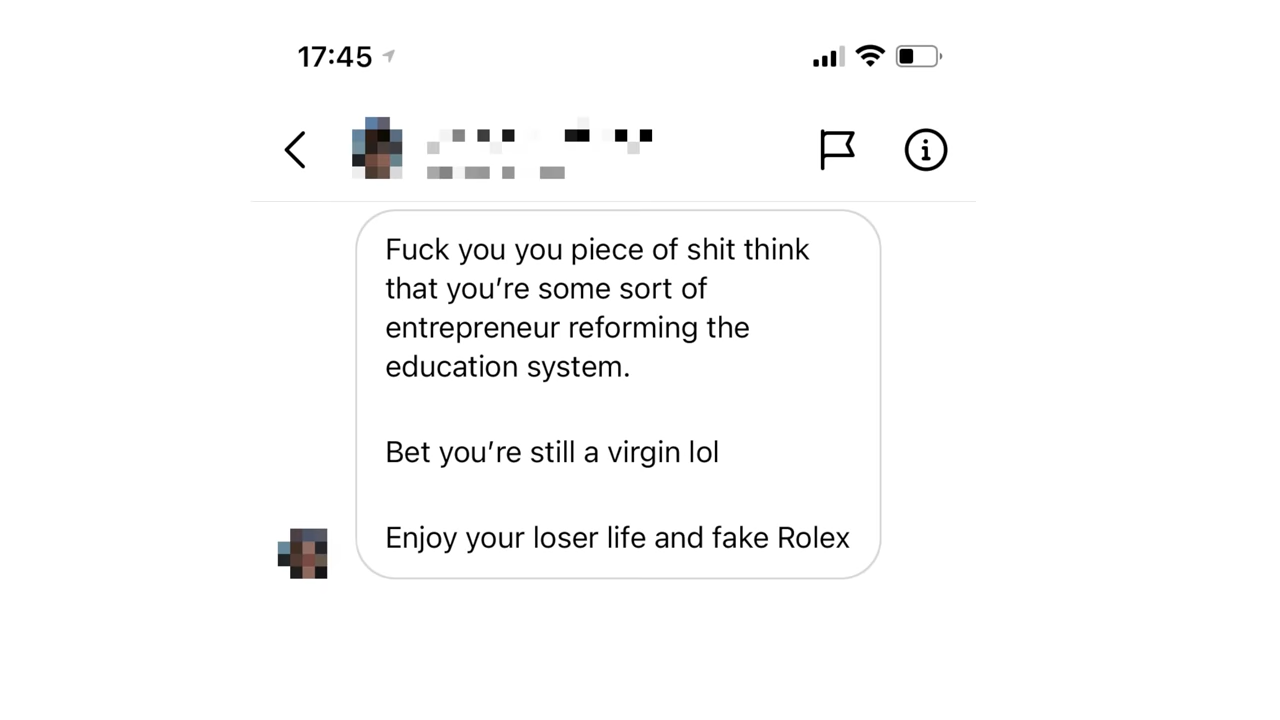 17:45
Fuck you you piece of shit think
that you’re some sort of
entrepreneur reforming the
education system.
Bet you’re still a virgin lol
Enjoy your loser life and fake Rolex